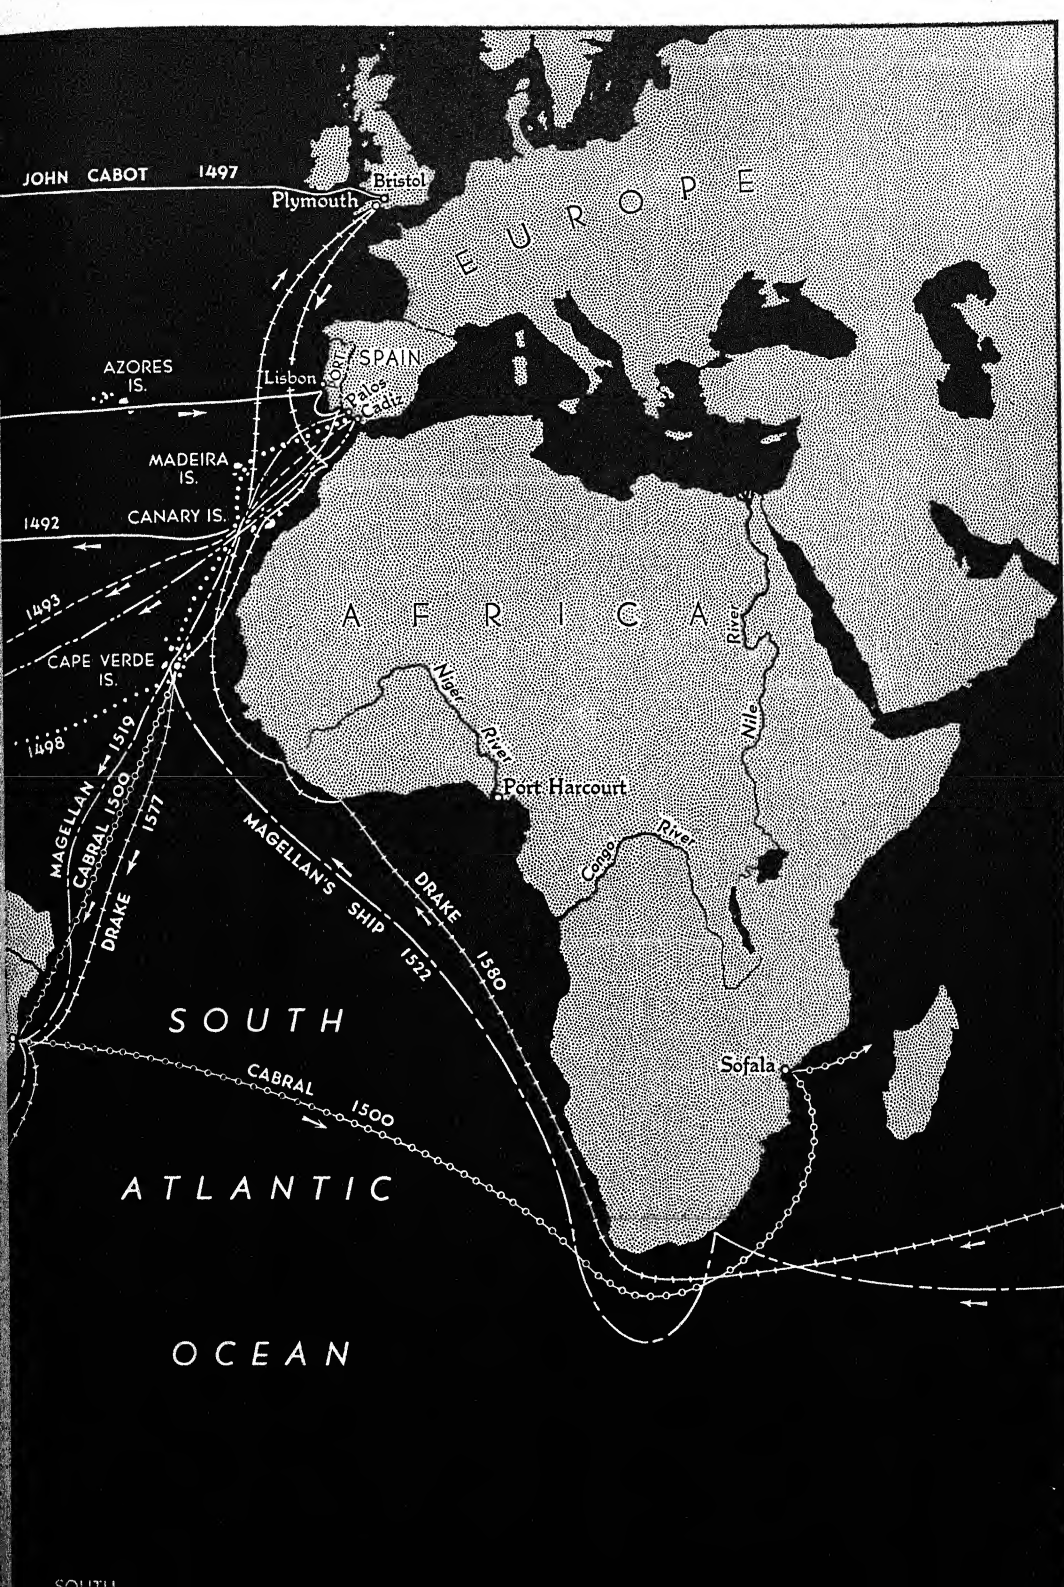 JOHN CABOT 1497
Bristol
Plymouth
EUROPE
AZORES
IS.
Lisbon
PORT.
SPAIN
Palos
Cadiz
MADEIRA
IS.
CANARY IS.
1492
1493
CAPE VERDE
IS.
1498
AFRICA
Niger River
Nile River
Port Harcourt
Congo River
MAGELLAN 1519
CABRAL 1500
DRAKE 1577
MAGELLAN'S SHIP 1522
DRAKE 1580
SOUTH
ATLANTIC
OCEAN
CABRAL 1500
Sofala
SOUTH